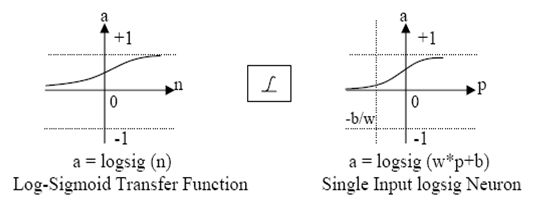 a
+1
n
0
-1
a = logsig (n)
Log-Sigmoid Transfer Function
a
+1
p
0
-b/w
-1
a = logsig (w*p+b)
Single Input logsig Neuron